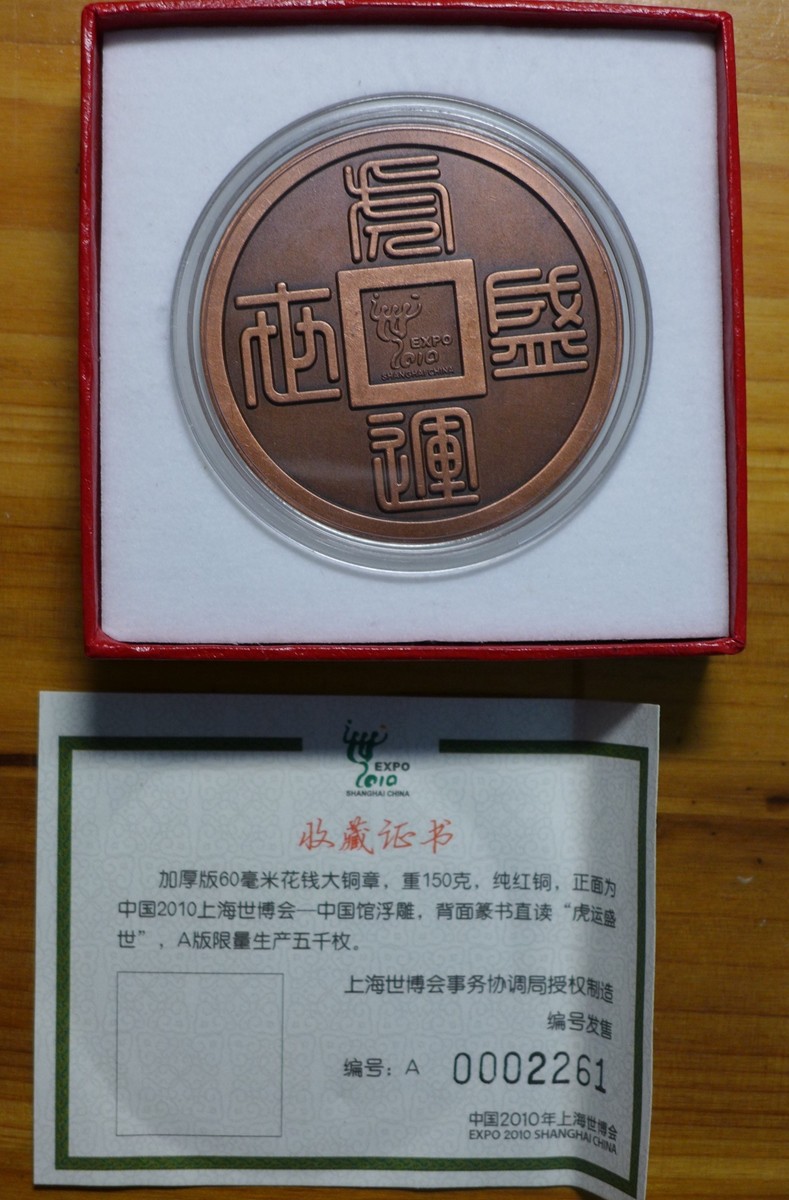 虎
世
盛
運
EXPO
2010
SHANGHAI CHINA
EXPO
2010
SHANGHAI CHINA
收藏证书
加厚版60毫米花钱大铜章，重150克，纯红铜，正面为
中国2010上海世博会—中国馆浮雕，背面篆书直读“虎运盛
世”，A版限量生产五千枚。
上海世博会事务协调局授权制造
编号发售
编号：A 0002261
中国2010年上海世博会
EXPO 2010 SHANGHAI CHINA